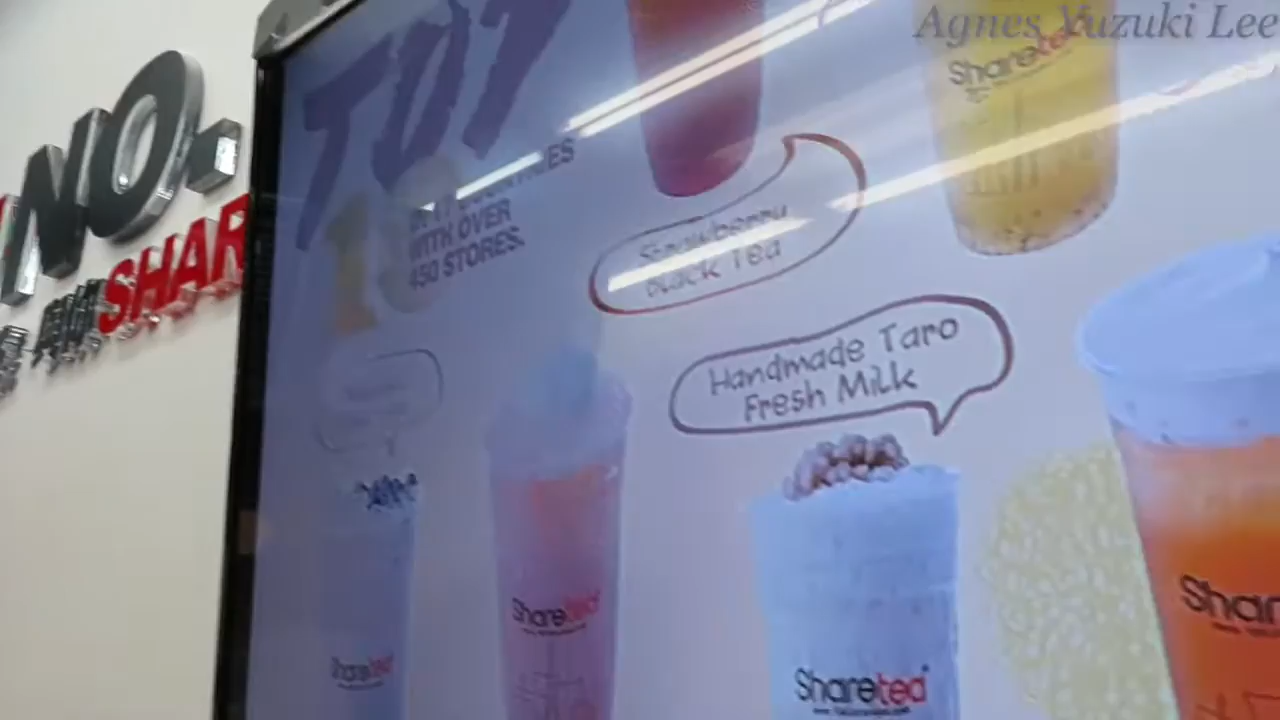 Agnes Yuzuki Lee
NO.
SHAR
TOT
WITH OVER
450 STORES.
Sharetea
Strawberry
Black Tea
Handmade Taro
Fresh Milk
Sharetea
Sharetea
Sharetea
Shar